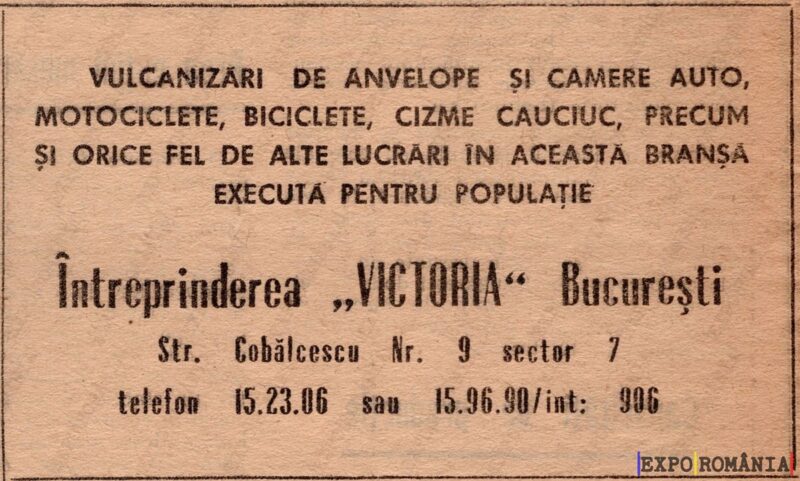 VULCANIZĂRI DE ANVELOPE ȘI CAMERE AUTO,
MOTOCICLETE, BICICLETE, CIZME CAUCIUC, PRECUM
ȘI ORICE FEL DE ALTE LUCRĂRI ÎN ACEASTĂ BRANȘĂ
EXECUTĂ PENTRU POPULAȚIE
Întreprinderea „VICTORIA“ București
Str. Cobălcescu Nr. 9 sector 7
telefon 15.23.06 sau 15.96.90/int: 906
EXPO ROMÂNIA